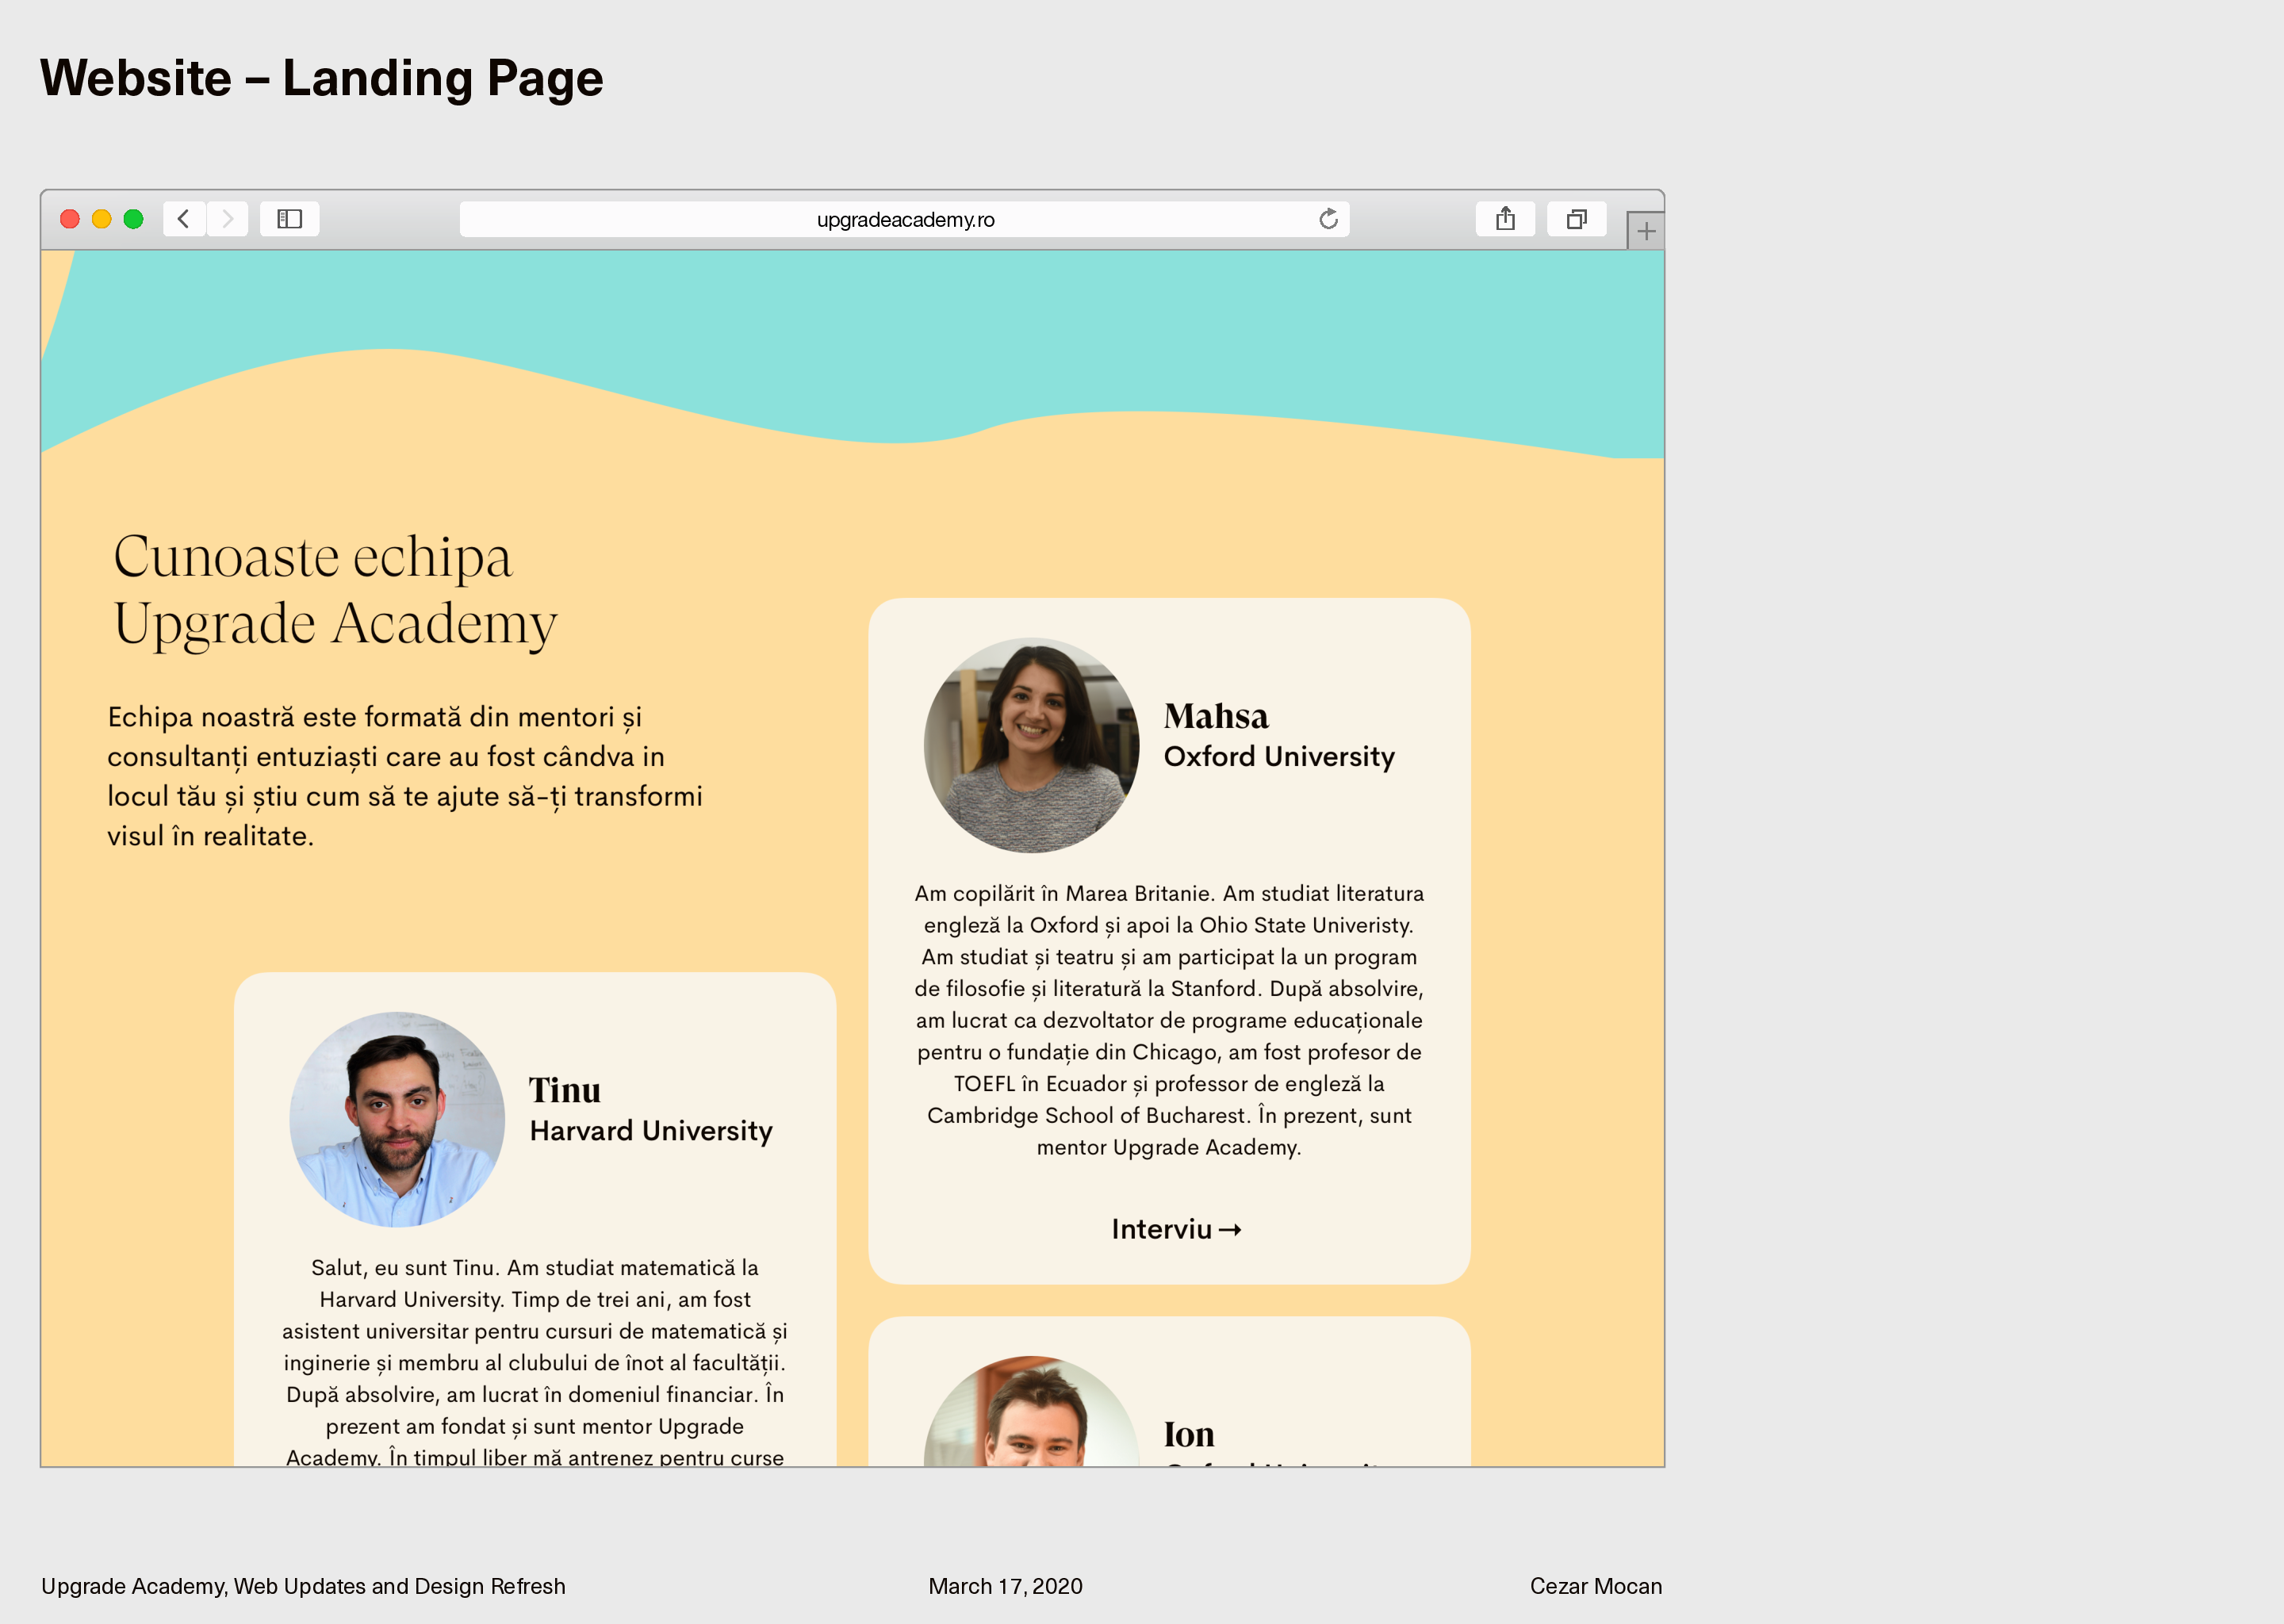 Website – Landing Page
upgradeacademy.ro
Cunoaste echipa
Upgrade Academy
Echipa noastră este formată din mentori și
consultanți entuziaști care au fost cândva in
locul tău și știu cum să te ajute să-ți transformi
visul în realitate.
Mahsa
Oxford University
Am copilărit în Marea Britanie. Am studiat literatura
engleză la Oxford și apoi la Ohio State Univeristy.
Am studiat și teatru și am participat la un program
de filosofie și literatură la Stanford. După absolvire,
am lucrat ca dezvoltator de programe educaționale
pentru o fundație din Chicago, am fost profesor de
TOEFL în Ecuador și professor de engleză la
Cambridge School of Bucharest. În prezent, sunt
mentor Upgrade Academy.
Interviu →
Tinu
Harvard University
Salut, eu sunt Tinu. Am studiat matematică la
Harvard University. Timp de trei ani, am fost
asistent universitar pentru cursuri de matematică și
inginerie și membru al clubului de înot al facultății.
După absolvire, am lucrat în domeniul financiar. În
prezent am fondat și sunt mentor Upgrade
Academy. În timpul liber mă antrenez pentru curse
Ion
Upgrade Academy, Web Updates and Design Refresh
March 17, 2020
Cezar Mocan